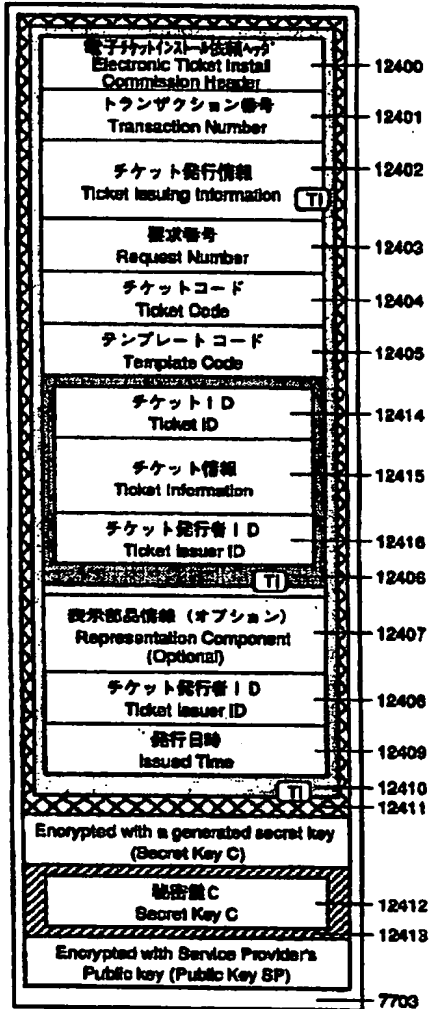 電子チケットインストール依頼ヘッダ
Electronic Ticket Install
Commission Header
12400
トランザクション番号
Transaction Number
12401
チケット発行情報
Ticket Issuing Information
TI
12402
要求番号
Request Number
12403
チケットコード
Ticket Code
12404
テンプレートコード
Template Code
12405
チケットID
Ticket ID
12414
チケット情報
Ticket Information
12415
チケット発行者ID
Ticket Issuer ID
12416
TI
12406
表示部品情報（オプション）
Representation Component
(Optional)
12407
チケット発行者ID
Ticket Issuer ID
12408
発行日時
Issued Time
12409
TI
12410
12411
Encrypted with a generated secret key
(Secret Key C)
秘密鍵C
Secret Key C
12412
12413
Encrypted with Service Provider's
Public key (Public Key SP)
7703